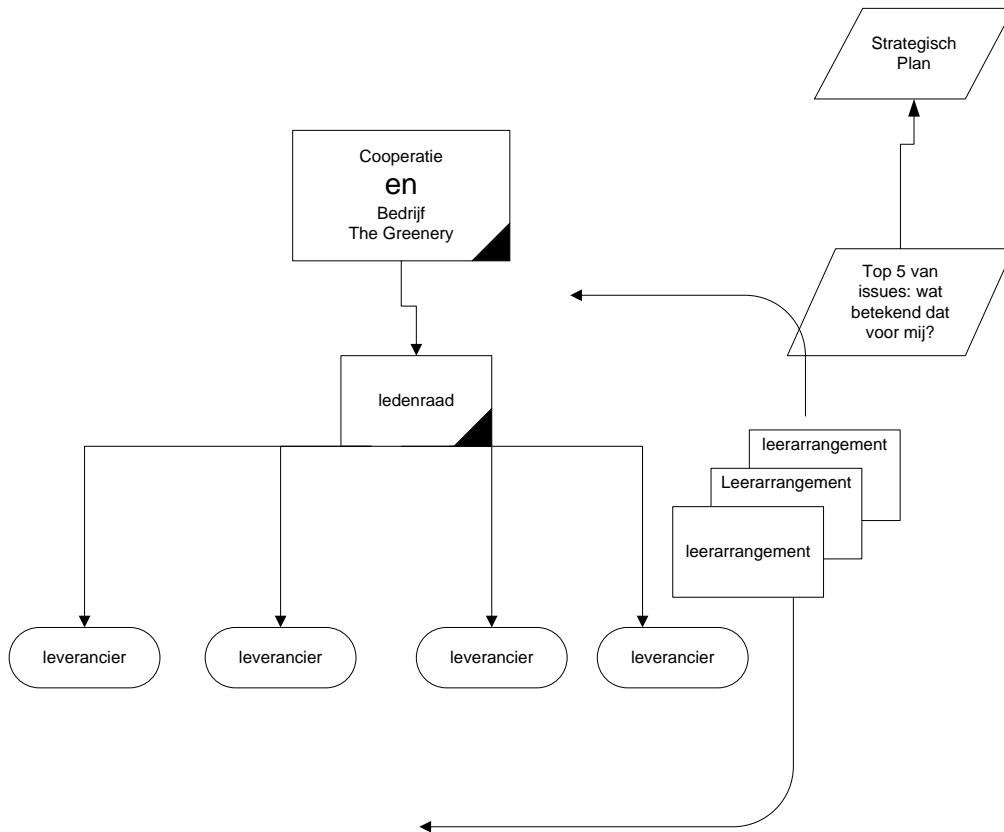 Strategisch
Plan
Cooperatie
en
Bedrijf
The Greenery
Top 5 van
issues: wat
betekend dat
voor mij?
ledenraad
leerarrangement
Leerarrangement
leerarrangement
leverancier
leverancier
leverancier
leverancier